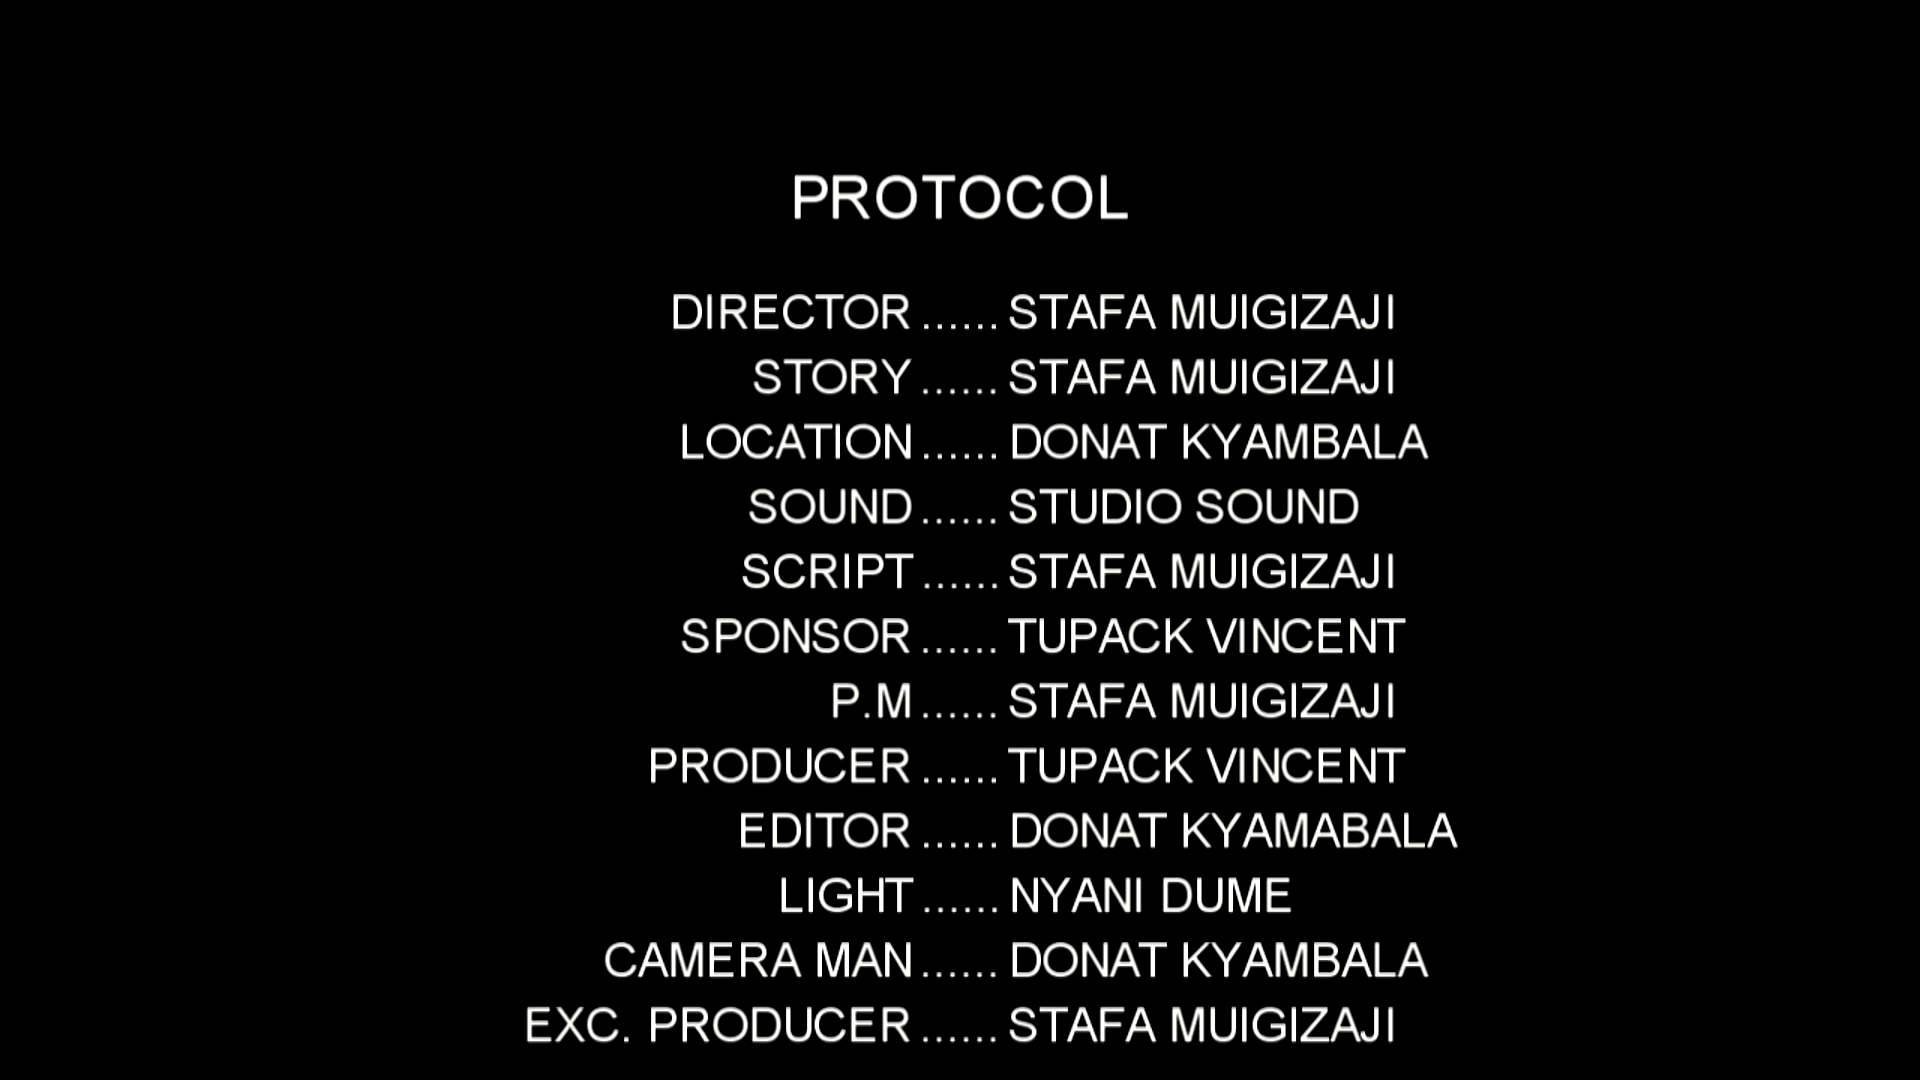 PROTOCOL
DIRECTOR ...... STAFA MUIGIZAJI
STORY ...... STAFA MUIGIZAJI
LOCATION ...... DONAT KYAMBALA
SOUND ...... STUDIO SOUND
SCRIPT ...... STAFA MUIGIZAJI
SPONSOR ...... TUPACK VINCENT
P.M ...... STAFA MUIGIZAJI
PRODUCER ...... TUPACK VINCENT
EDITOR ...... DONAT KYAMABALA
LIGHT ...... NYANI DUME
CAMERA MAN ...... DONAT KYAMBALA
EXC. PRODUCER ...... STAFA MUIGIZAJI